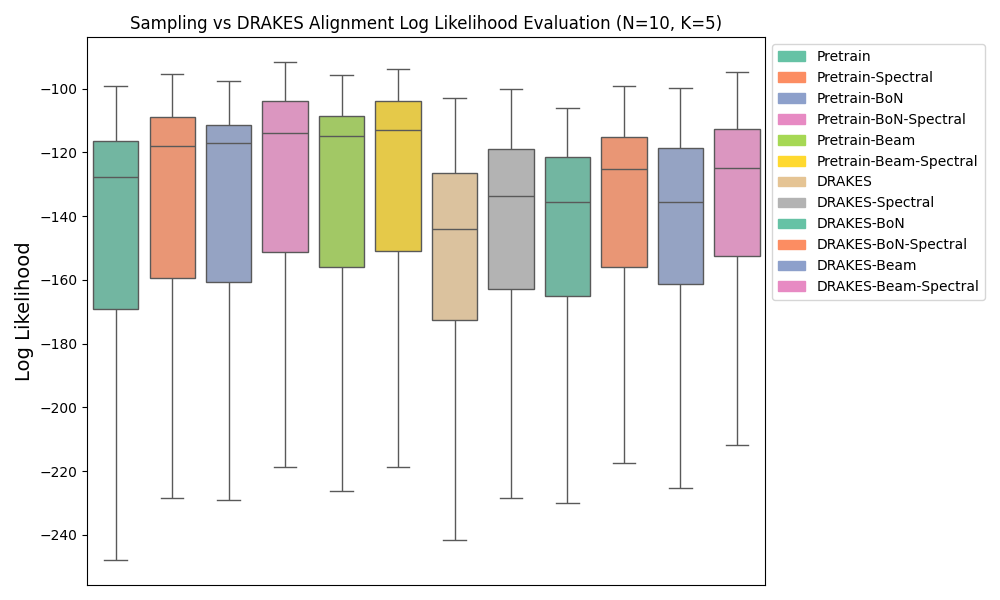 Sampling vs DRAKES Alignment Log Likelihood Evaluation (N=10, K=5)
Log Likelihood
−100
−120
−140
−160
−180
−200
−220
−240
Pretrain
Pretrain-Spectral
Pretrain-BoN
Pretrain-BoN-Spectral
Pretrain-Beam
Pretrain-Beam-Spectral
DRAKES
DRAKES-Spectral
DRAKES-BoN
DRAKES-BoN-Spectral
DRAKES-Beam
DRAKES-Beam-Spectral